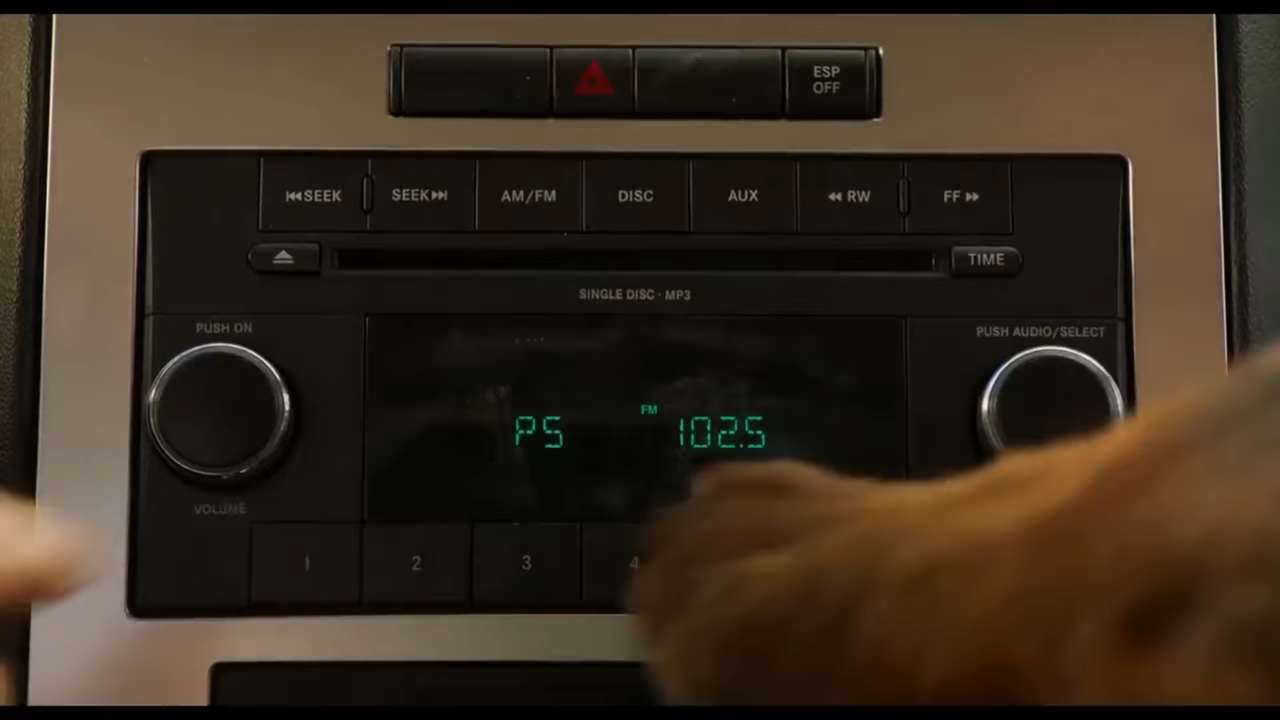 ESP
OFF
SEEK
SEEK
AM/FM
DISC
AUX
RW
FF
TIME
SINGLE DISC · MP3
PUSH ON
PUSH AUDIO/SELECT
FM
PS 102.5
VOLUME
1 2 3 4